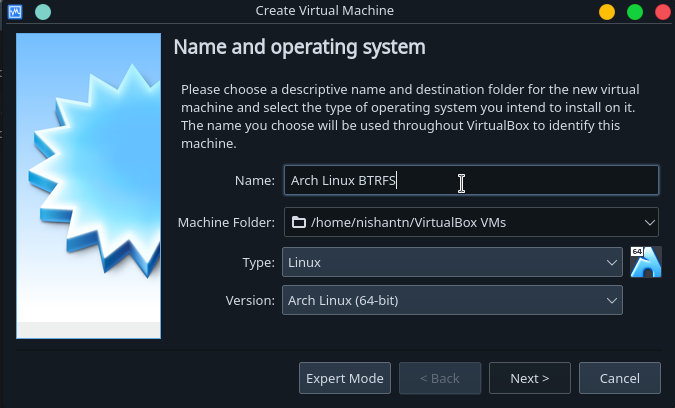 Create Virtual Machine
Name and operating system
Please choose a descriptive name and destination folder for the new virtual
machine and select the type of operating system you intend to install on it.
The name you choose will be used throughout VirtualBox to identify this
machine.
Name: Arch Linux BTRFS
Machine Folder: /home/nishantn/VirtualBox VMs
Type: Linux
64
Version: Arch Linux (64-bit)
Expert Mode < Back Next > Cancel